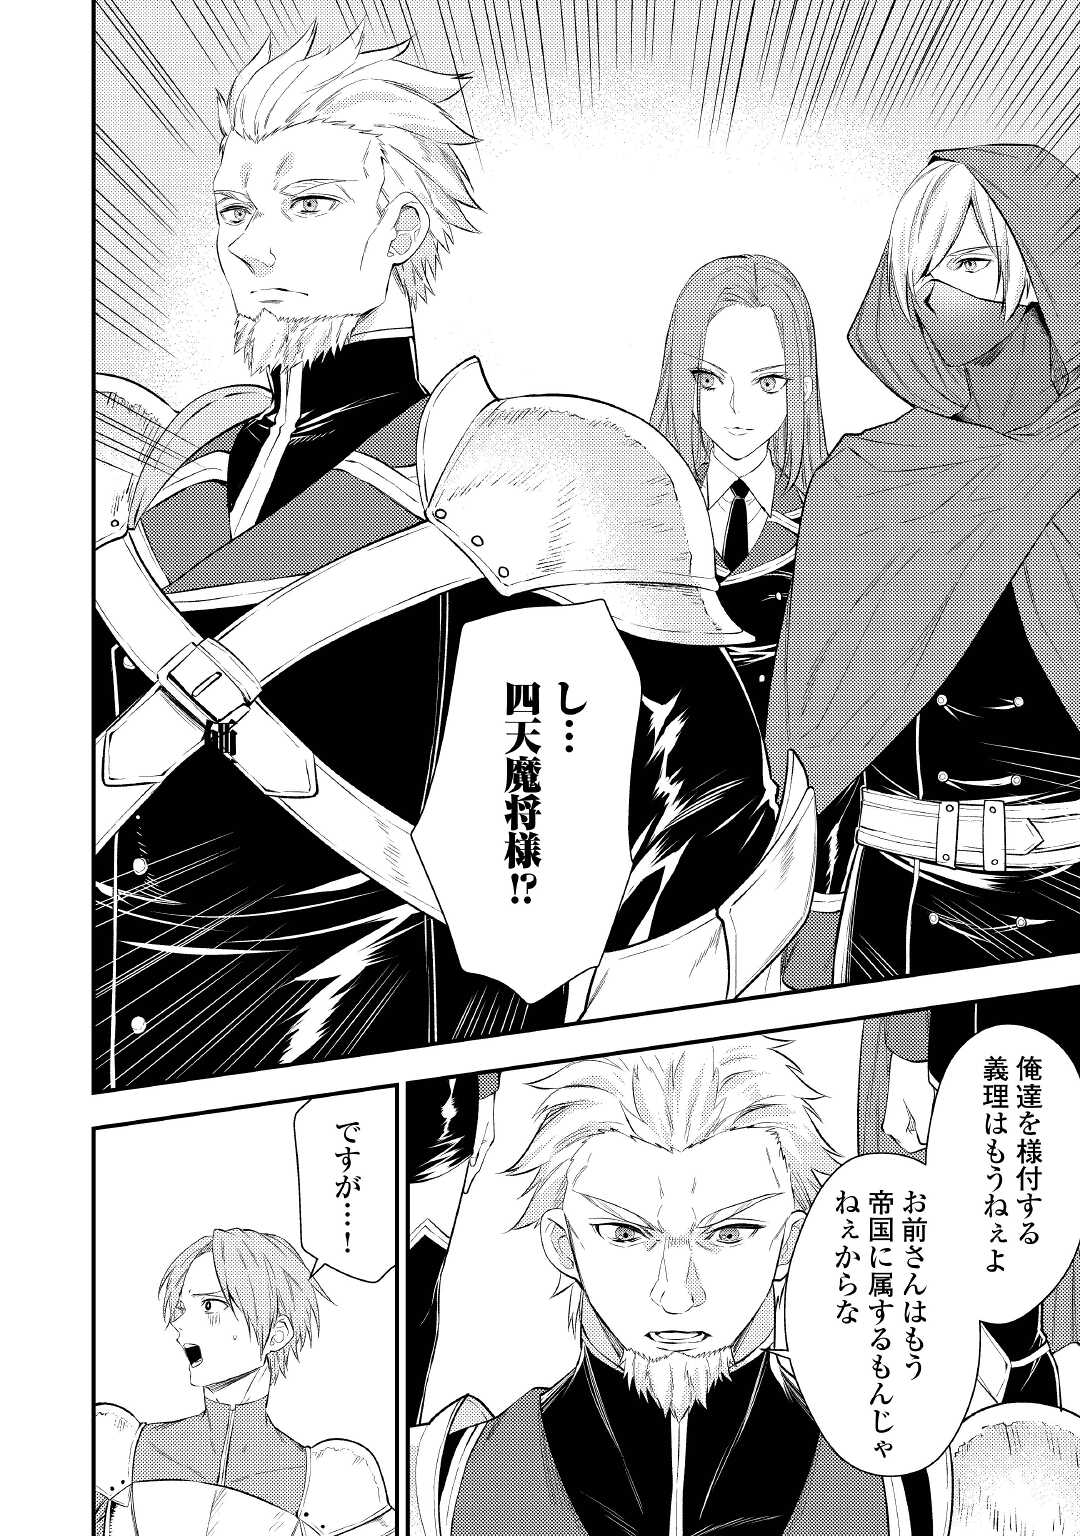 し…
四天魔将様!?
俺達を様付する
義理はもうねぇよ
お前さんはもう
帝国に属するもんじゃ
ねぇからな
ですが…！